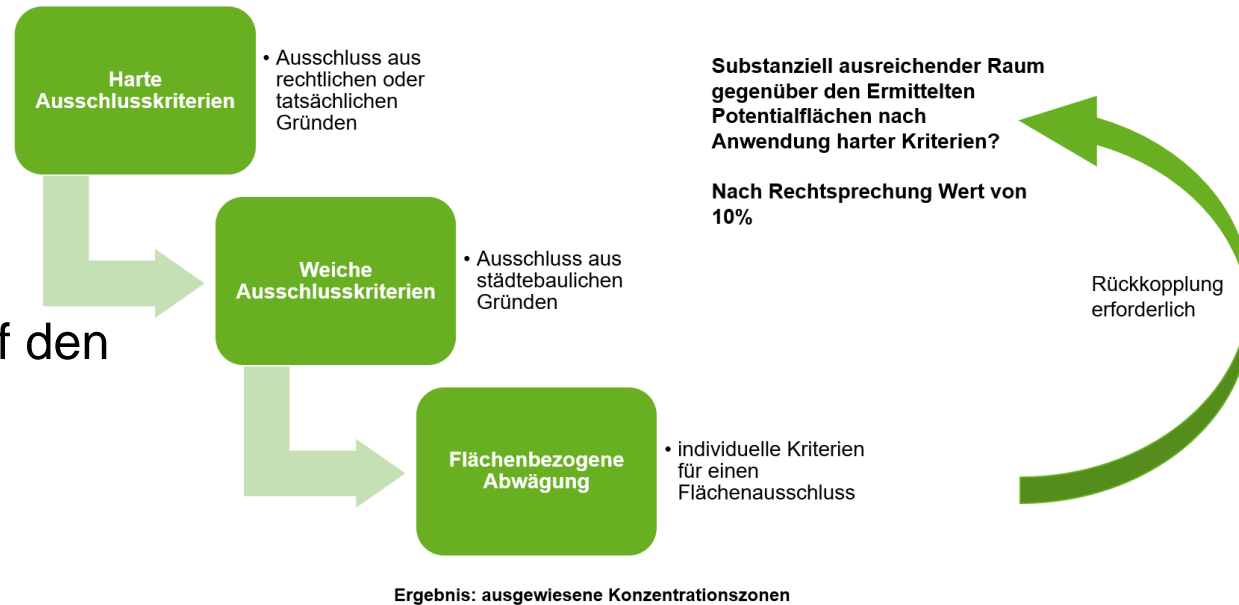 Harte
Ausschlusskriterien
• Ausschluss aus
rechtlichen oder
tatsächlichen
Gründen
Substanziell ausreichender Raum
gegenüber den Ermittelten
Potentialflächen nach
Anwendung harter Kriterien?
Nach Rechtsprechung Wert von
10%
Weiche
Ausschlusskriterien
• Ausschluss aus
städtebaulichen
Gründen
Rückkopplung
erforderlich
f den
Flächenbezogene
Abwägung
• individuelle Kriterien
für einen
Flächenausschluss
Ergebnis: ausgewiesene Konzentrationszonen